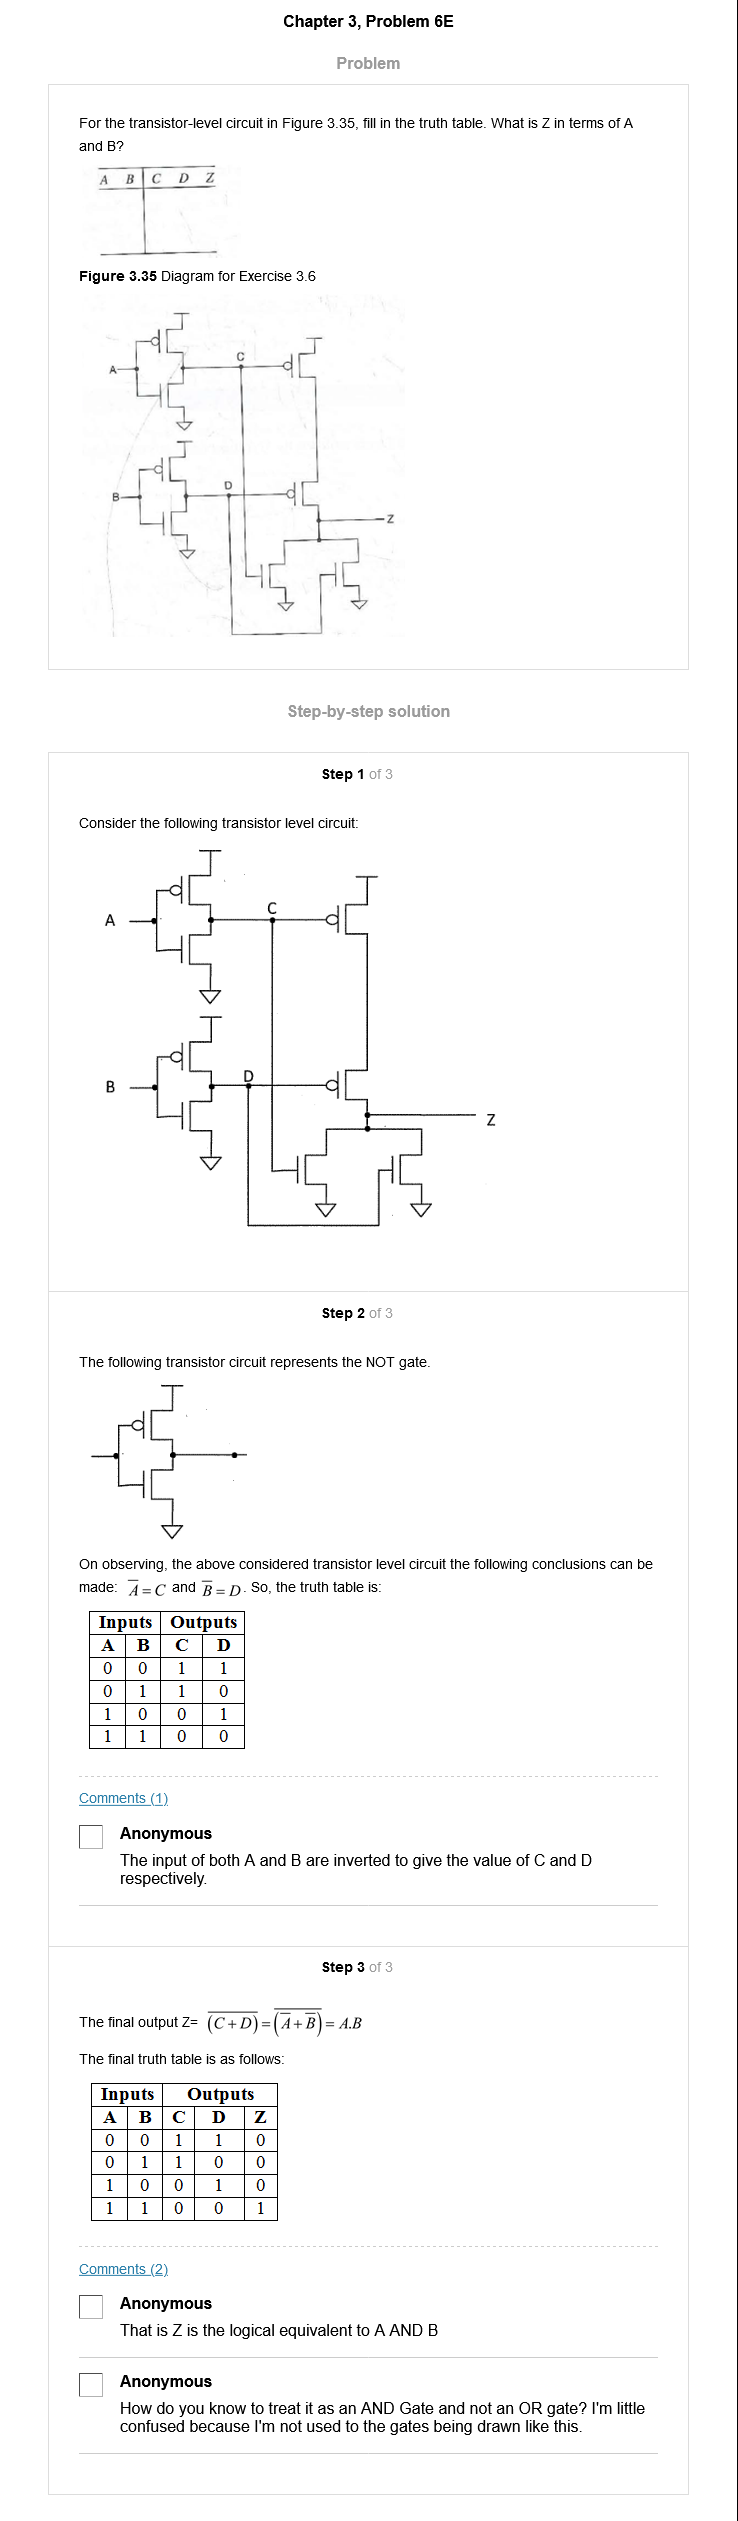 Chapter 3, Problem 6E
Problem
For the transistor-level circuit in Figure 3.35, fill in the truth table. What is Z in terms of A
and B?
A B C D Z
Figure 3.35 Diagram for Exercise 3.6
A
C
B
D
Z
Step-by-step solution
Step 1 of 3
Consider the following transistor level circuit:
A
C
B
D
Z
Step 2 of 3
The following transistor circuit represents the NOT gate.
On observing, the above considered transistor level circuit the following conclusions can be
made: A̅ = C and B̅ = D. So, the truth table is:
Inputs Outputs
A B C D
0 0 1 1
0 1 1 0
1 0 0 1
1 1 0 0
Comments (1)
Anonymous
The input of both A and B are inverted to give the value of C and D
respectively.
Step 3 of 3
The final output Z= \overline{(C+D)} = \overline{(\overline{A}+\overline{B})} = A.B
The final truth table is as follows:
Inputs Outputs
A B C D Z
0 0 1 1 0
0 1 1 0 0
1 0 0 1 0
1 1 0 0 1
Comments (2)
Anonymous
That is Z is the logical equivalent to A AND B
Anonymous
How do you know to treat it as an AND Gate and not an OR gate? I'm little
confused because I'm not used to the gates being drawn like this.